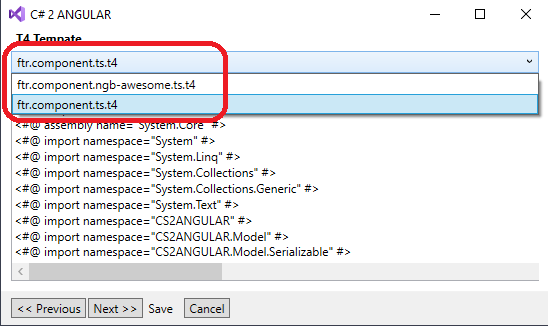 C# 2 ANGULAR
T4 Tempate
ftr.component.ts.t4
ftr.component.ngb-awesome.ts.t4
ftr.component.ts.t4
<#@ assembly name="System.Core" #>
<#@ import namespace="System" #>
<#@ import namespace="System.Linq" #>
<#@ import namespace="System.Collections" #>
<#@ import namespace="System.Collections.Generic" #>
<#@ import namespace="System.Text" #>
<#@ import namespace="CS2ANGULAR" #>
<#@ import namespace="CS2ANGULAR.Model" #>
<#@ import namespace="CS2ANGULAR.Model.Serializable" #>
<< Previous Next >> Save Cancel